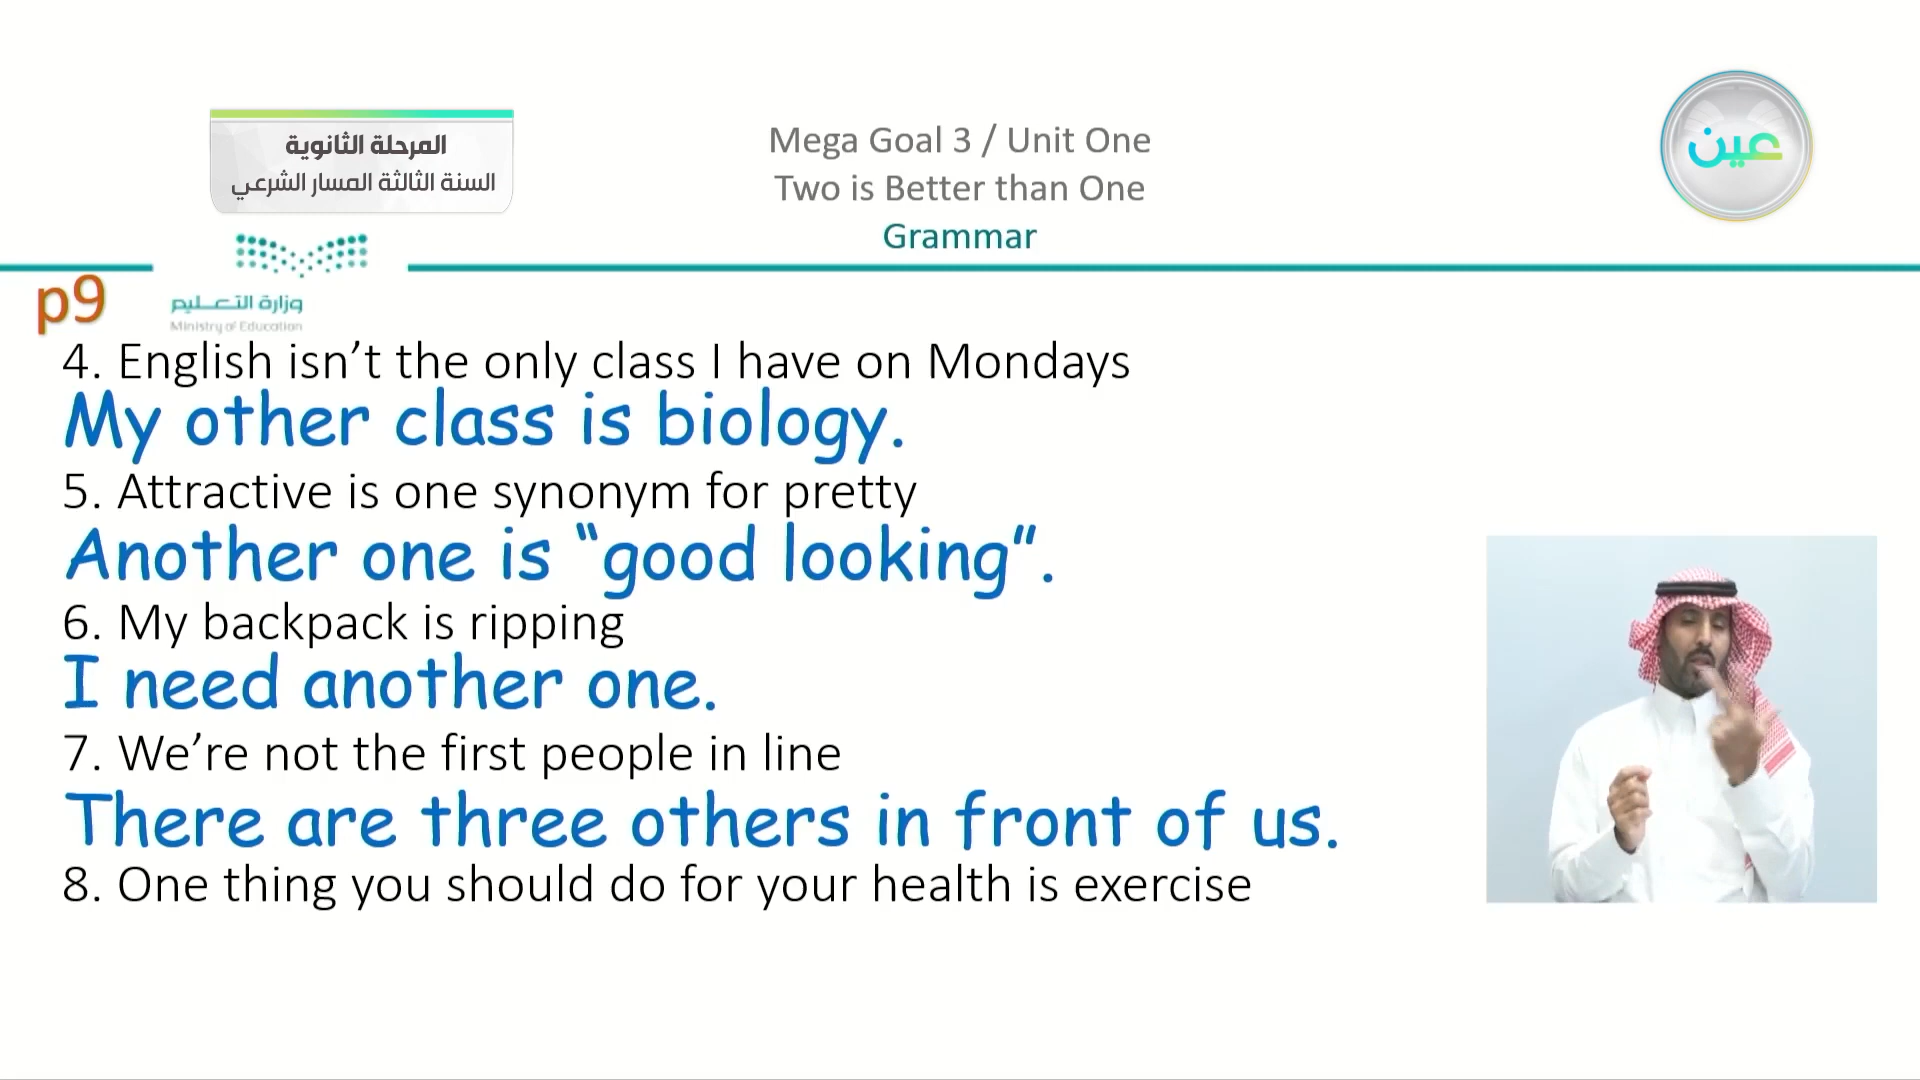 المرحلة الثانوية
السنة الثالثة المسار الشرعي
Mega Goal 3 / Unit One
Two is Better than One
Grammar
عين
p9
وزارة التعليم
Ministry of Education
4. English isn’t the only class I have on Mondays
My other class is biology.
5. Attractive is one synonym for pretty
Another one is “good looking”.
6. My backpack is ripping
I need another one.
7. We’re not the first people in line
There are three others in front of us.
8. One thing you should do for your health is exercise